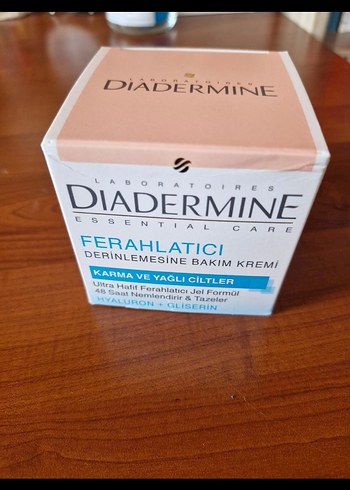 LABORATOIRES
DIADERMINE
LABORATOIRES
DIADERMINE
ESSENTIAL CARE
FERAHLATICI
DERİNLEMESİNE BAKIM KREMİ
KARMA VE YAĞLI CİLTLER
Ultra Hafif Ferahlatıcı Jel Formül
48 Saat Nemlendirir & Tazeler
HYALURON + GLİSERİN